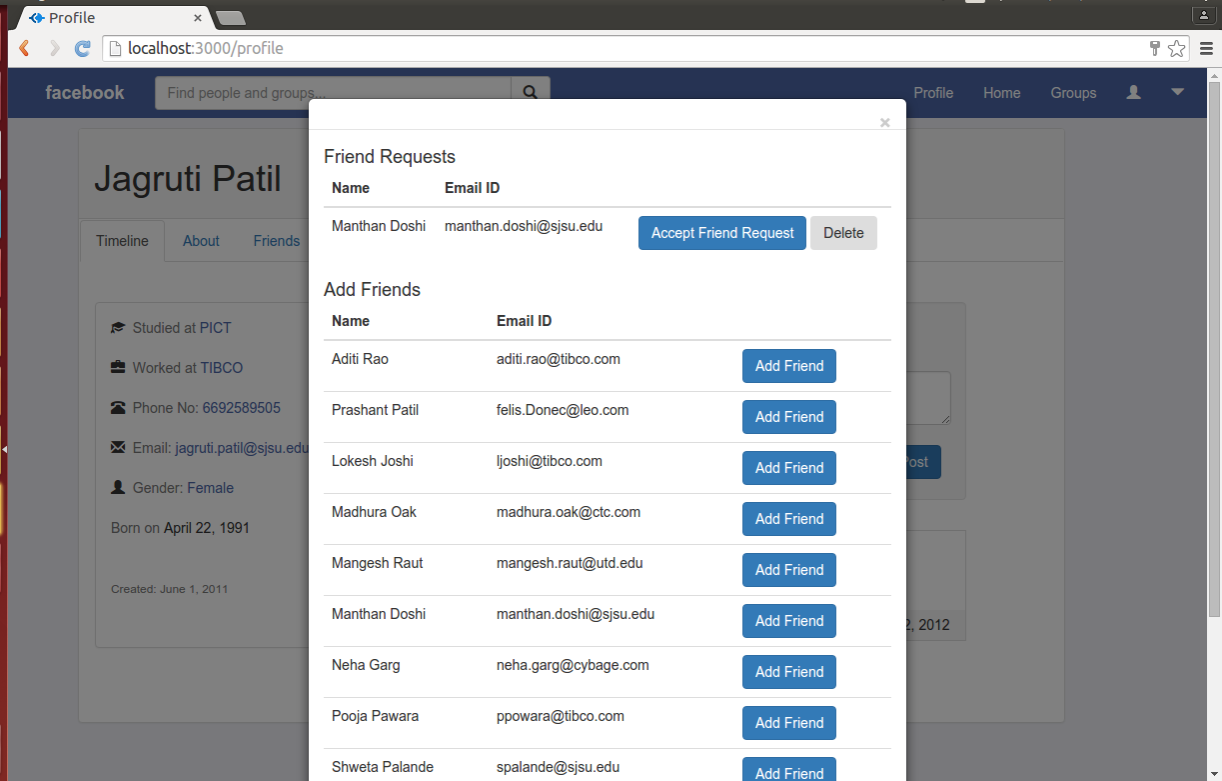 Profile
localhost:3000/profile
facebook
Find people and groups...
Profile Home Groups
Jagruti Patil
Timeline About Friends
Studied at PICT
Worked at TIBCO
Phone No: 6692589505
Email: jagruti.patil@sjsu.edu
Gender: Female
Born on April 22, 1991
Created: June 1, 2011
×
Friend Requests
Name Email ID
Manthan Doshi manthan.doshi@sjsu.edu Accept Friend Request Delete
Add Friends
Name Email ID
Aditi Rao aditi.rao@tibco.com Add Friend
Prashant Patil felis.Donec@leo.com Add Friend
Lokesh Joshi ljoshi@tibco.com Add Friend
Madhura Oak madhura.oak@ctc.com Add Friend
Mangesh Raut mangesh.raut@utd.edu Add Friend
Manthan Doshi manthan.doshi@sjsu.edu Add Friend
Neha Garg neha.garg@cybage.com Add Friend
Pooja Pawara ppowara@tibco.com Add Friend
Shweta Palande spalande@sjsu.edu Add Friend
2, 2012